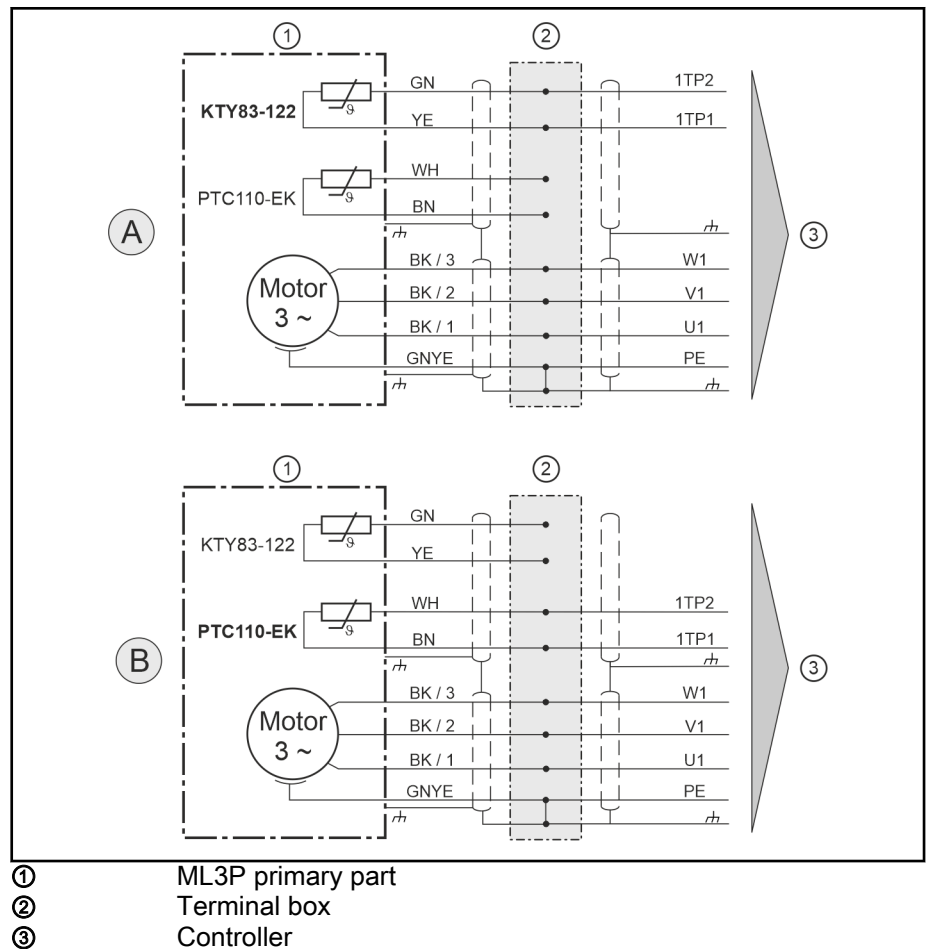 ① ②
GN 1TP2
KTY83-122 ϑ
YE 1TP1
WH
PTC110-EK ϑ
BN
A ③
BK / 3 W1
Motor 3 ~
BK / 2 V1
BK / 1 U1
GNYE PE
① ②
GN
KTY83-122 ϑ
YE
WH 1TP2
PTC110-EK ϑ
BN 1TP1
B ③
BK / 3 W1
Motor 3 ~
BK / 2 V1
BK / 1 U1
GNYE PE
① ML3P primary part
② Terminal box
③ Controller